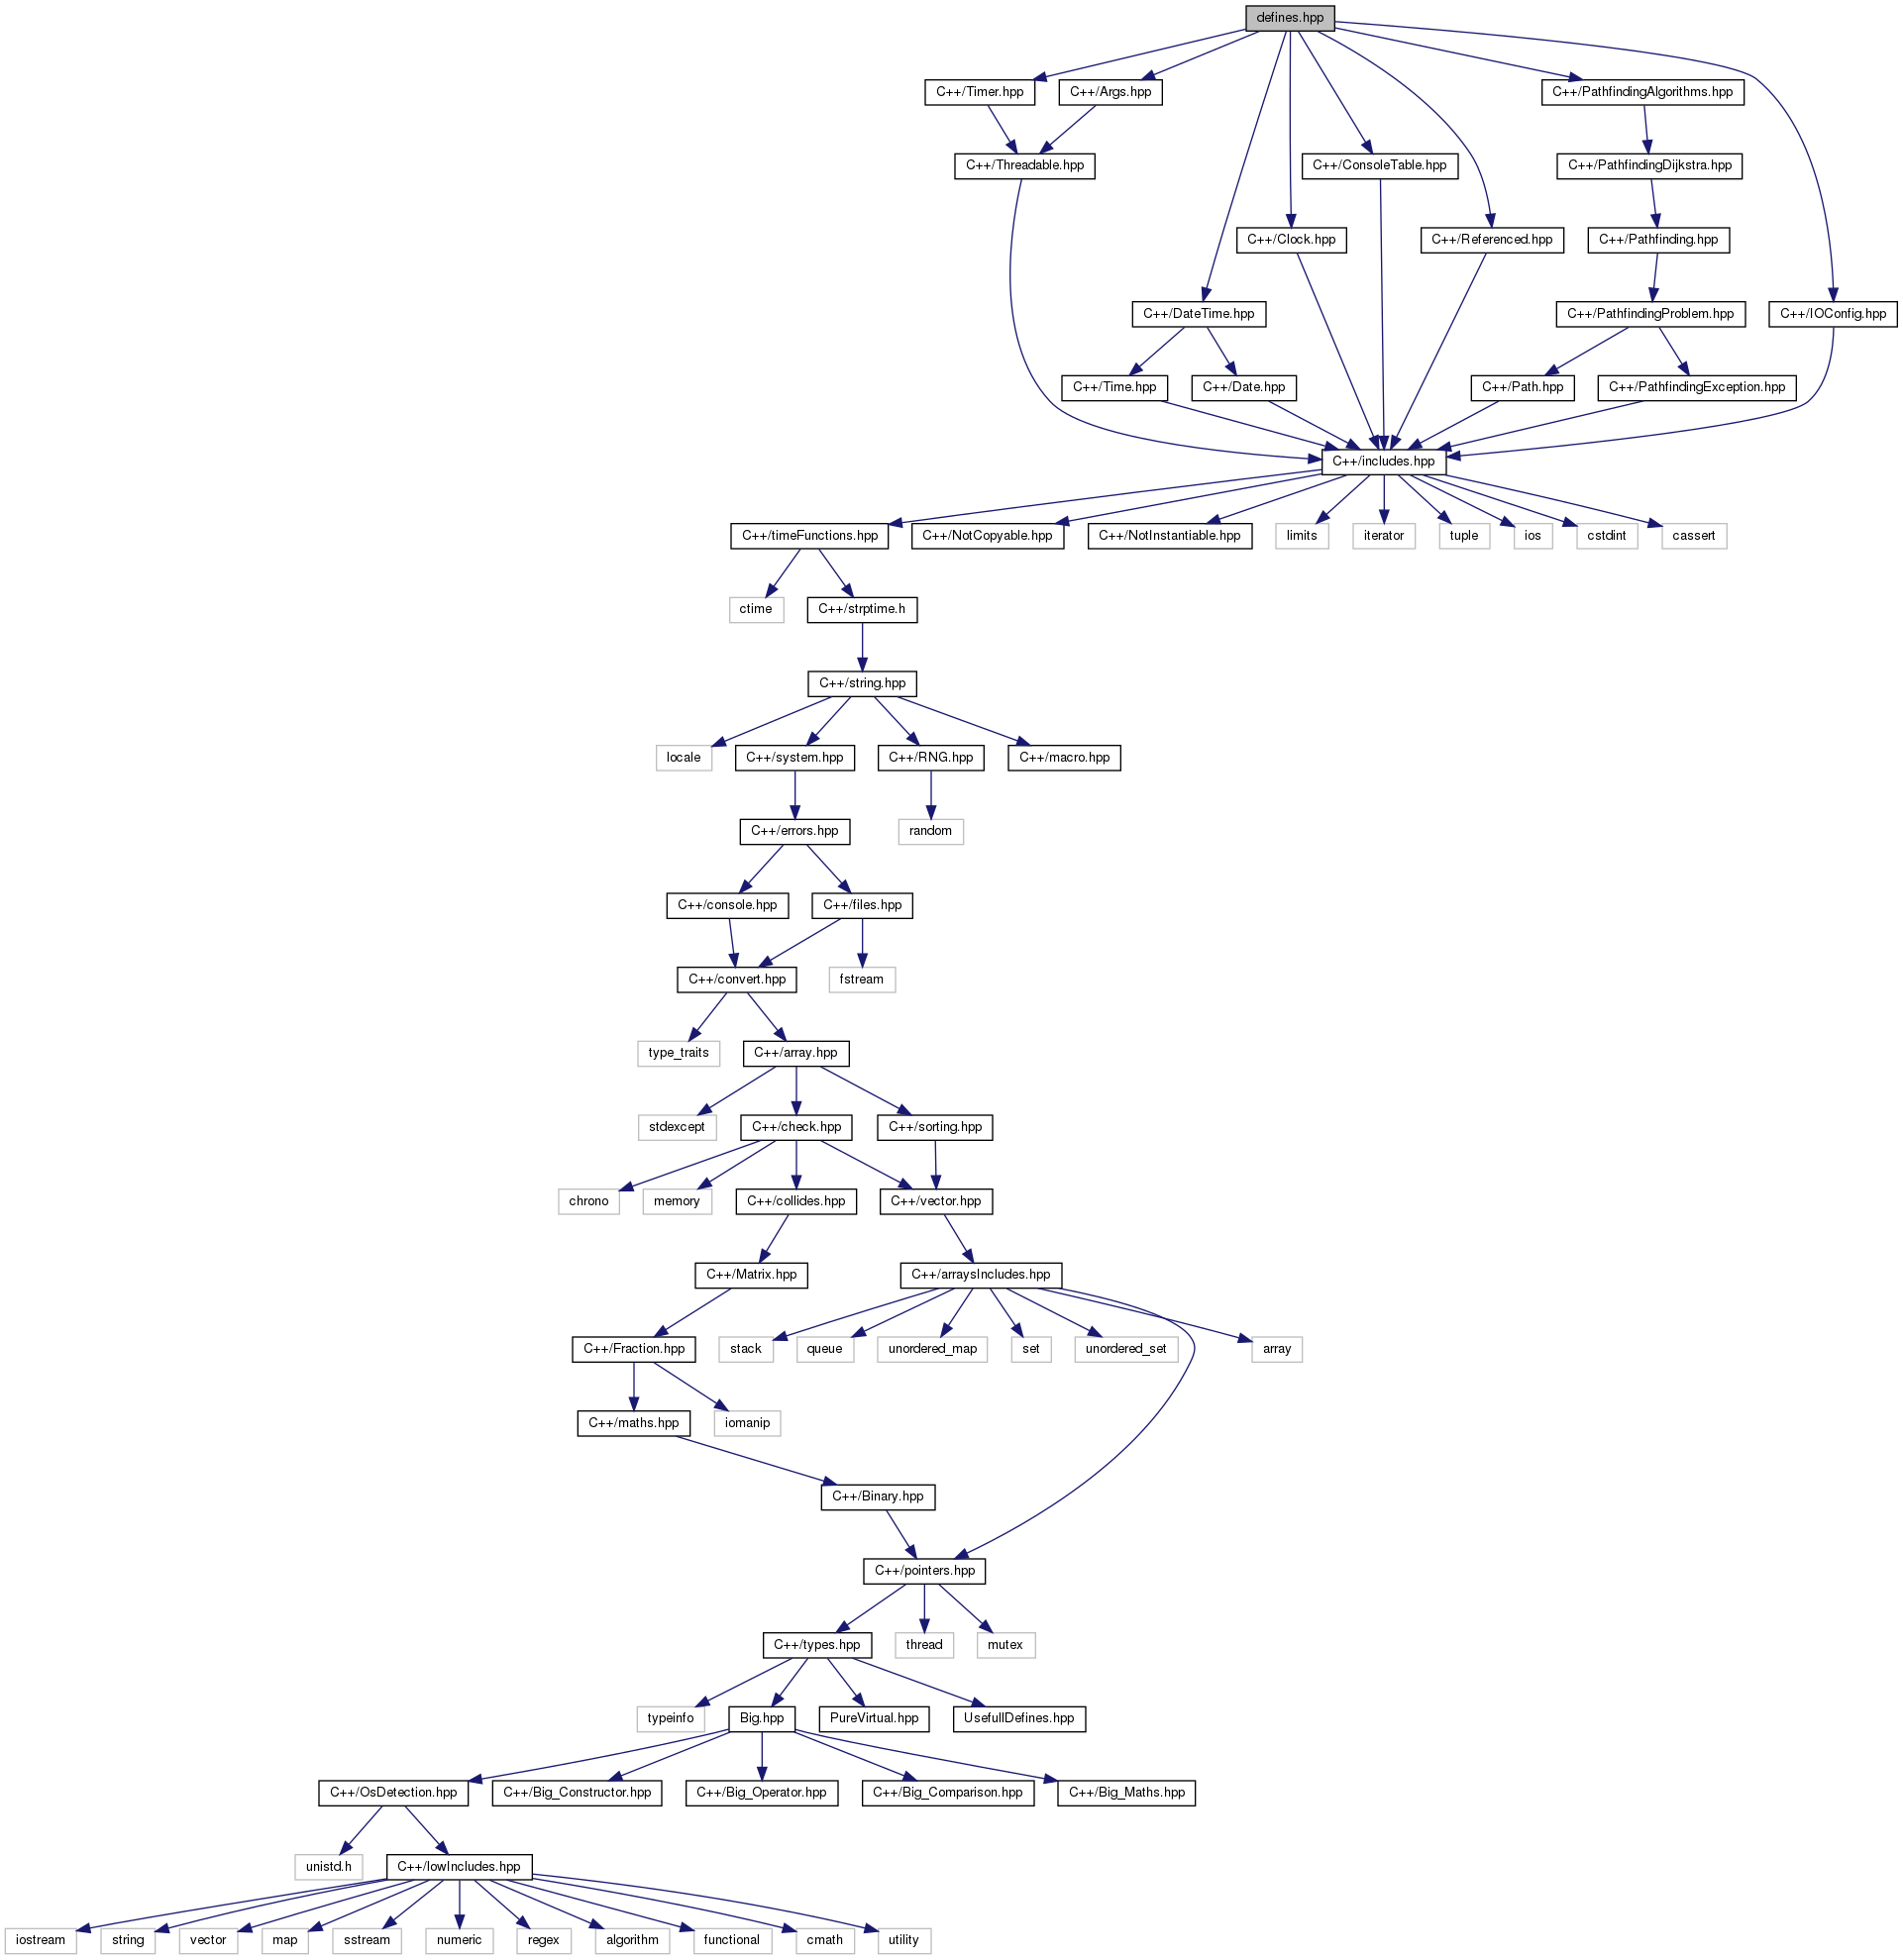 defines.hpp
C++/Timer.hpp
C++/Args.hpp
C++/PathfindingAlgorithms.hpp
C++/Threadable.hpp
C++/ConsoleTable.hpp
C++/PathfindingDijkstra.hpp
C++/Clock.hpp
C++/Referenced.hpp
C++/Pathfinding.hpp
C++/DateTime.hpp
C++/PathfindingProblem.hpp
C++/IOConfig.hpp
C++/Time.hpp
C++/Date.hpp
C++/Path.hpp
C++/PathfindingException.hpp
C++/includes.hpp
C++/timeFunctions.hpp
C++/NotCopyable.hpp
C++/NotInstantiable.hpp
limits
iterator
tuple
ios
cstdint
cassert
ctime
C++/strptime.h
C++/string.hpp
locale
C++/system.hpp
C++/RNG.hpp
C++/macro.hpp
C++/errors.hpp
random
C++/console.hpp
C++/files.hpp
C++/convert.hpp
fstream
type_traits
C++/array.hpp
stdexcept
C++/check.hpp
C++/sorting.hpp
chrono
memory
C++/collides.hpp
C++/vector.hpp
C++/Matrix.hpp
C++/arraysIncludes.hpp
C++/Fraction.hpp
stack
queue
unordered_map
set
unordered_set
array
C++/maths.hpp
iomanip
C++/Binary.hpp
C++/pointers.hpp
C++/types.hpp
thread
mutex
typeinfo
Big.hpp
PureVirtual.hpp
UsefullDefines.hpp
C++/OsDetection.hpp
C++/Big_Constructor.hpp
C++/Big_Operator.hpp
C++/Big_Comparison.hpp
C++/Big_Maths.hpp
unistd.h
C++/lowIncludes.hpp
iostream
string
vector
map
sstream
numeric
regex
algorithm
functional
cmath
utility